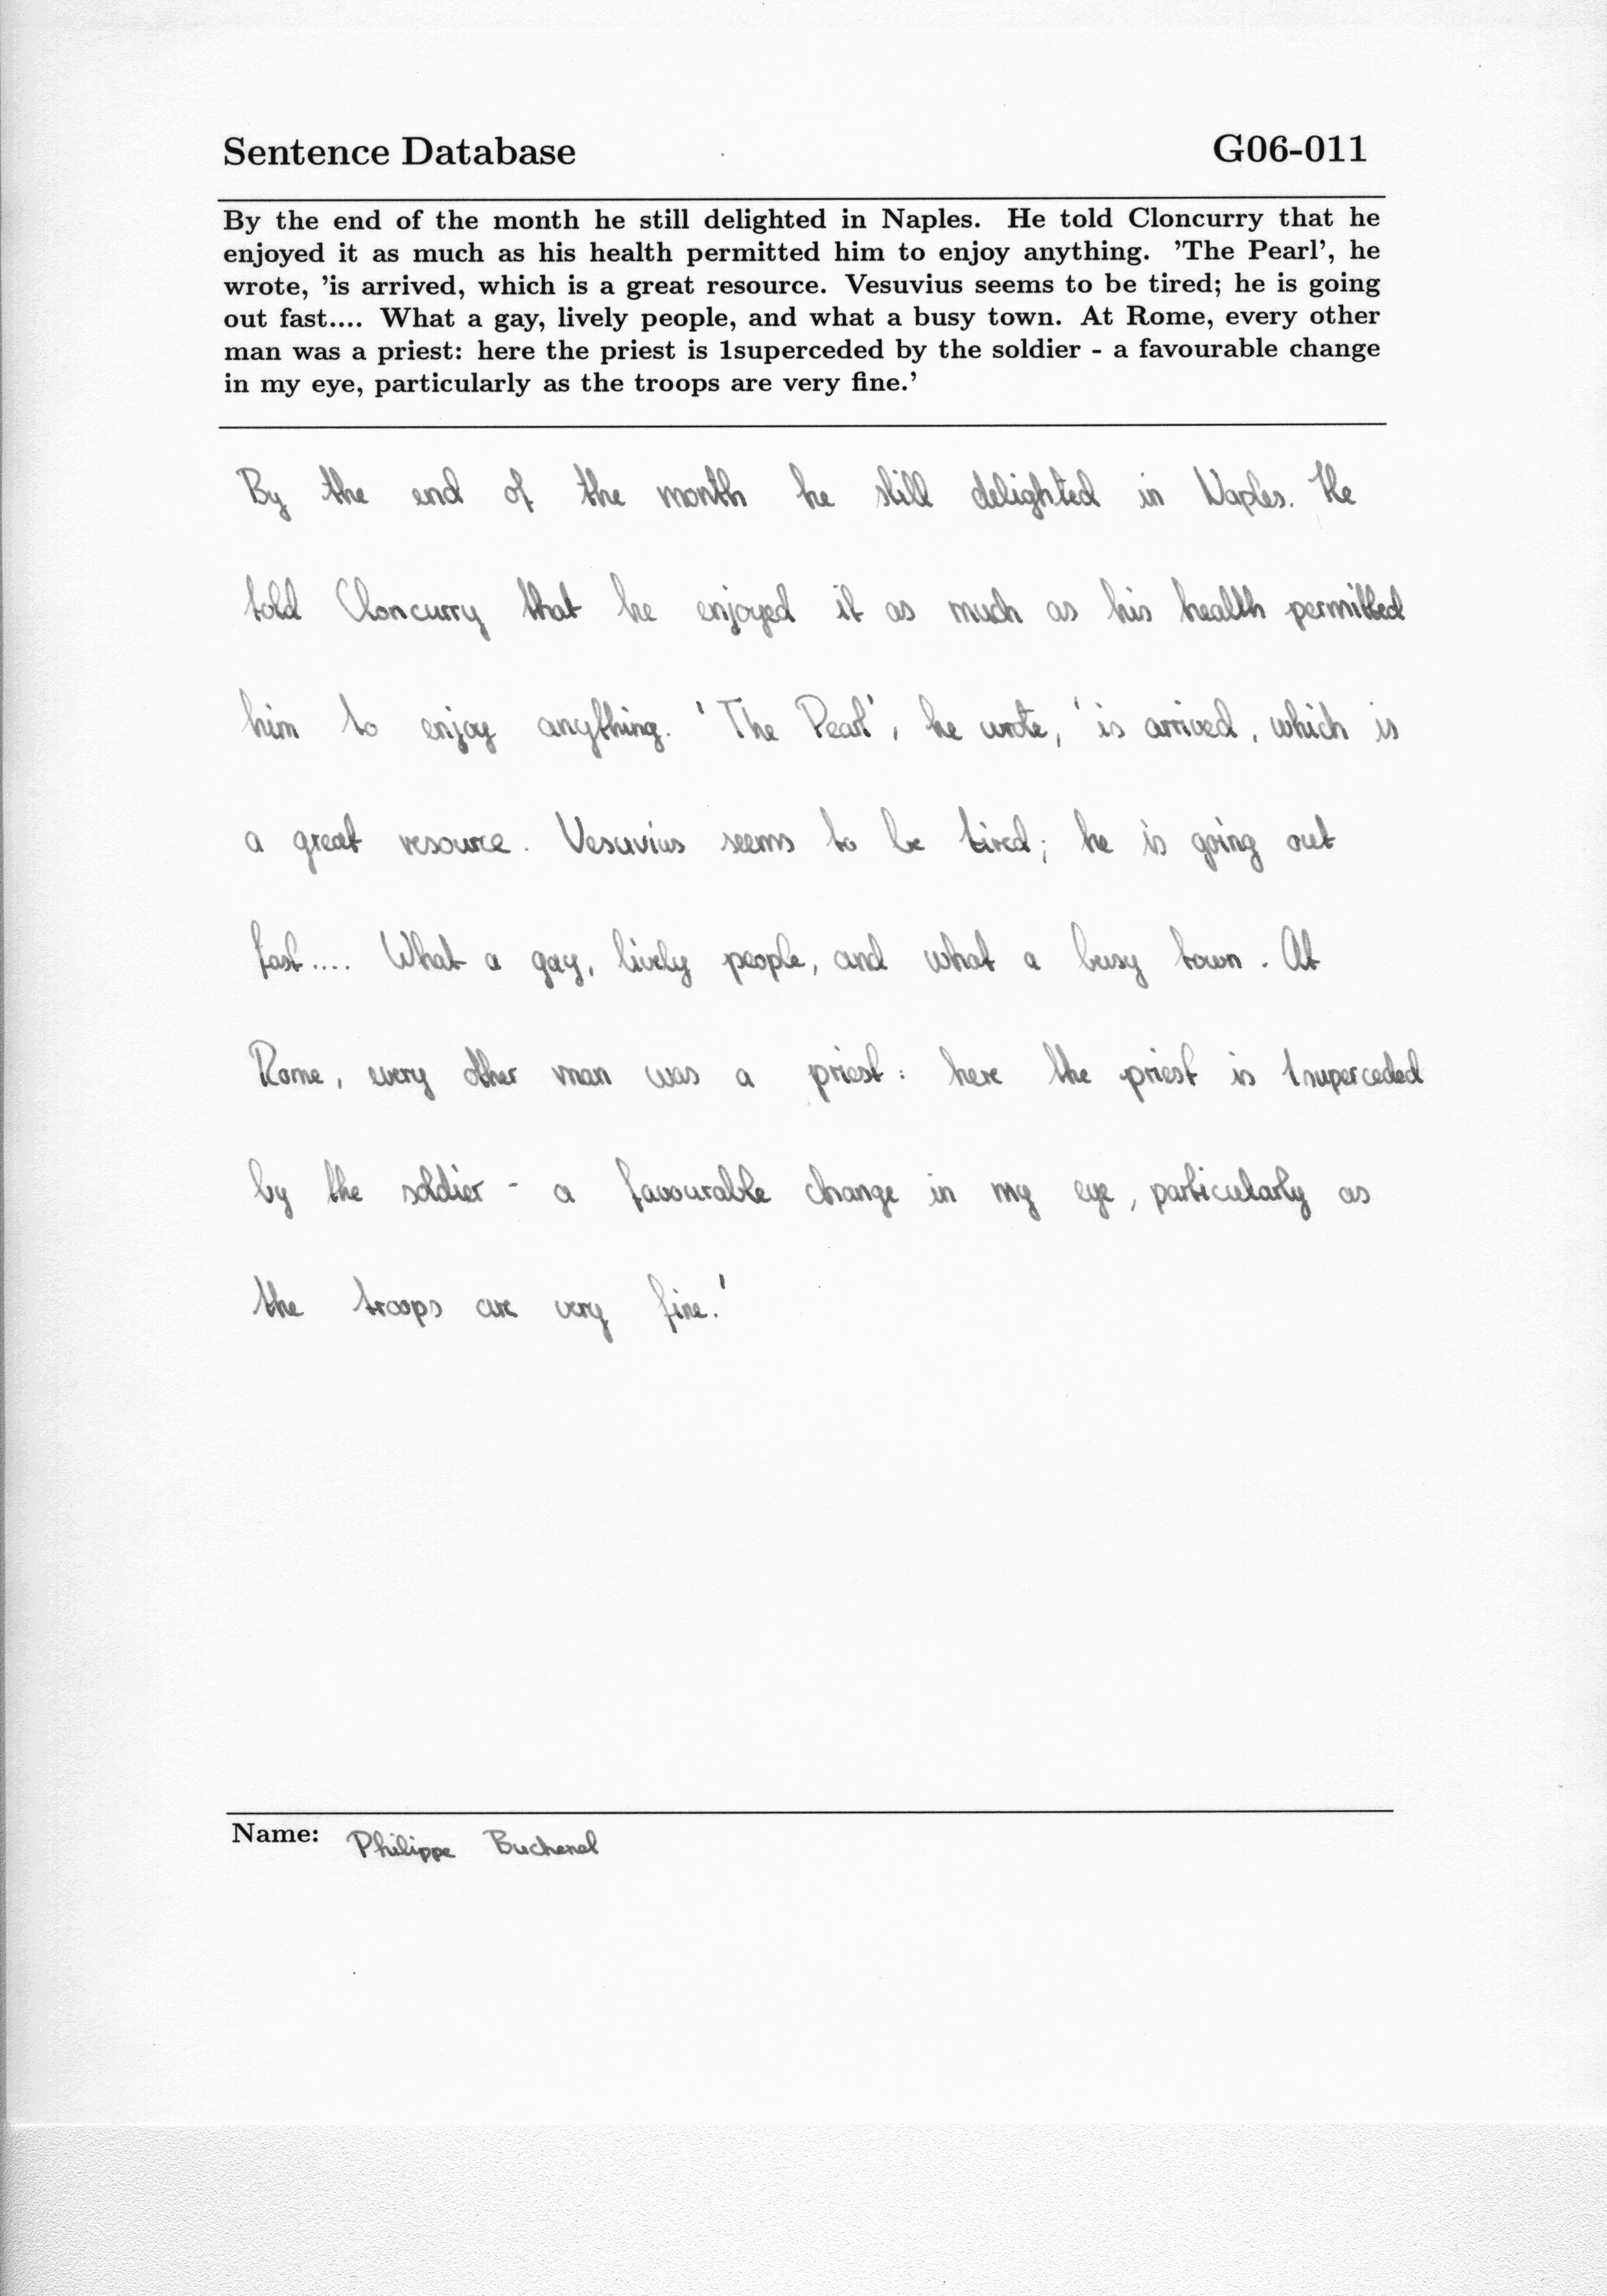 Sentence Database G06-011
By the end of the month he still delighted in Naples. He told Cloncurry that he
enjoyed it as much as his health permitted him to enjoy anything. 'The Pearl', he
wrote, 'is arrived, which is a great resource. Vesuvius seems to be tired; he is going
out fast.... What a gay, lively people, and what a busy town. At Rome, every other
man was a priest: here the priest is 1superceded by the soldier - a favourable change
in my eye, particularly as the troops are very fine.'
By the end of the month he still delighted in Naples. He
told Cloncurry that he enjoyed it as much as his health permitted
him to enjoy anything. 'The Pearl', he wrote, 'is arrived, which is
a great resource. Vesuvius seems to be tired; he is going out
fast.... What a gay, lively people, and what a busy town. At
Rome, every other man was a priest: here the priest is 1superceded
by the soldier - a favourable change in my eye, particularly as
the troops are very fine.'
Name: Philippe